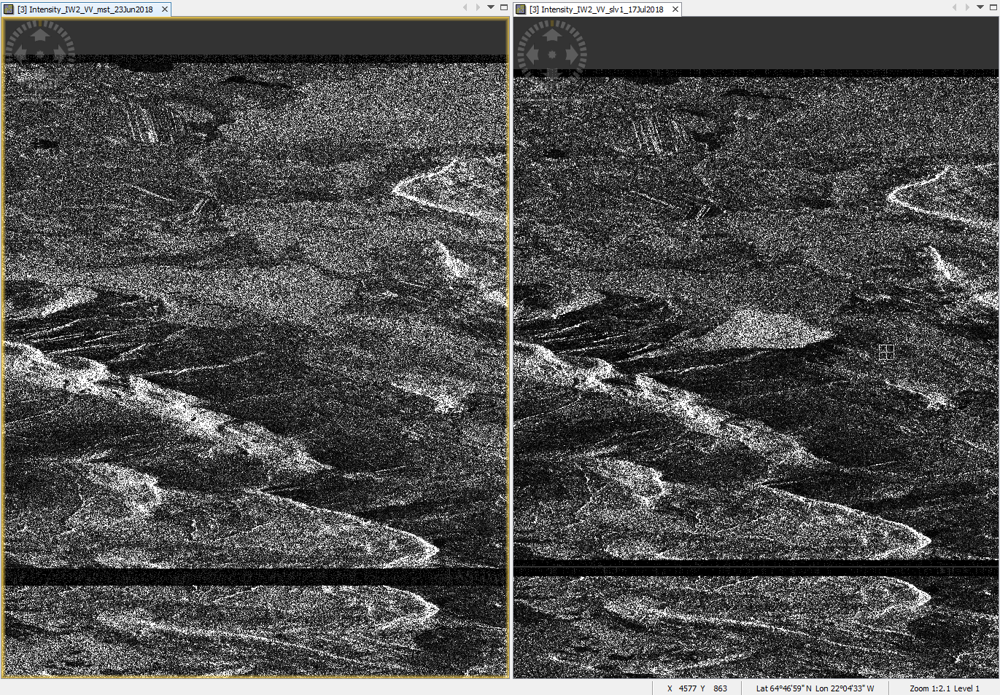 [3] Intensity_IW2_VV_mst_23Jun2018
[3] Intensity_IW2_VV_slv1_17Jul2018
X 4577 Y 863
Lat 64°46'59" N Lon 22°04'33" W
Zoom 1:2.1 Level 1